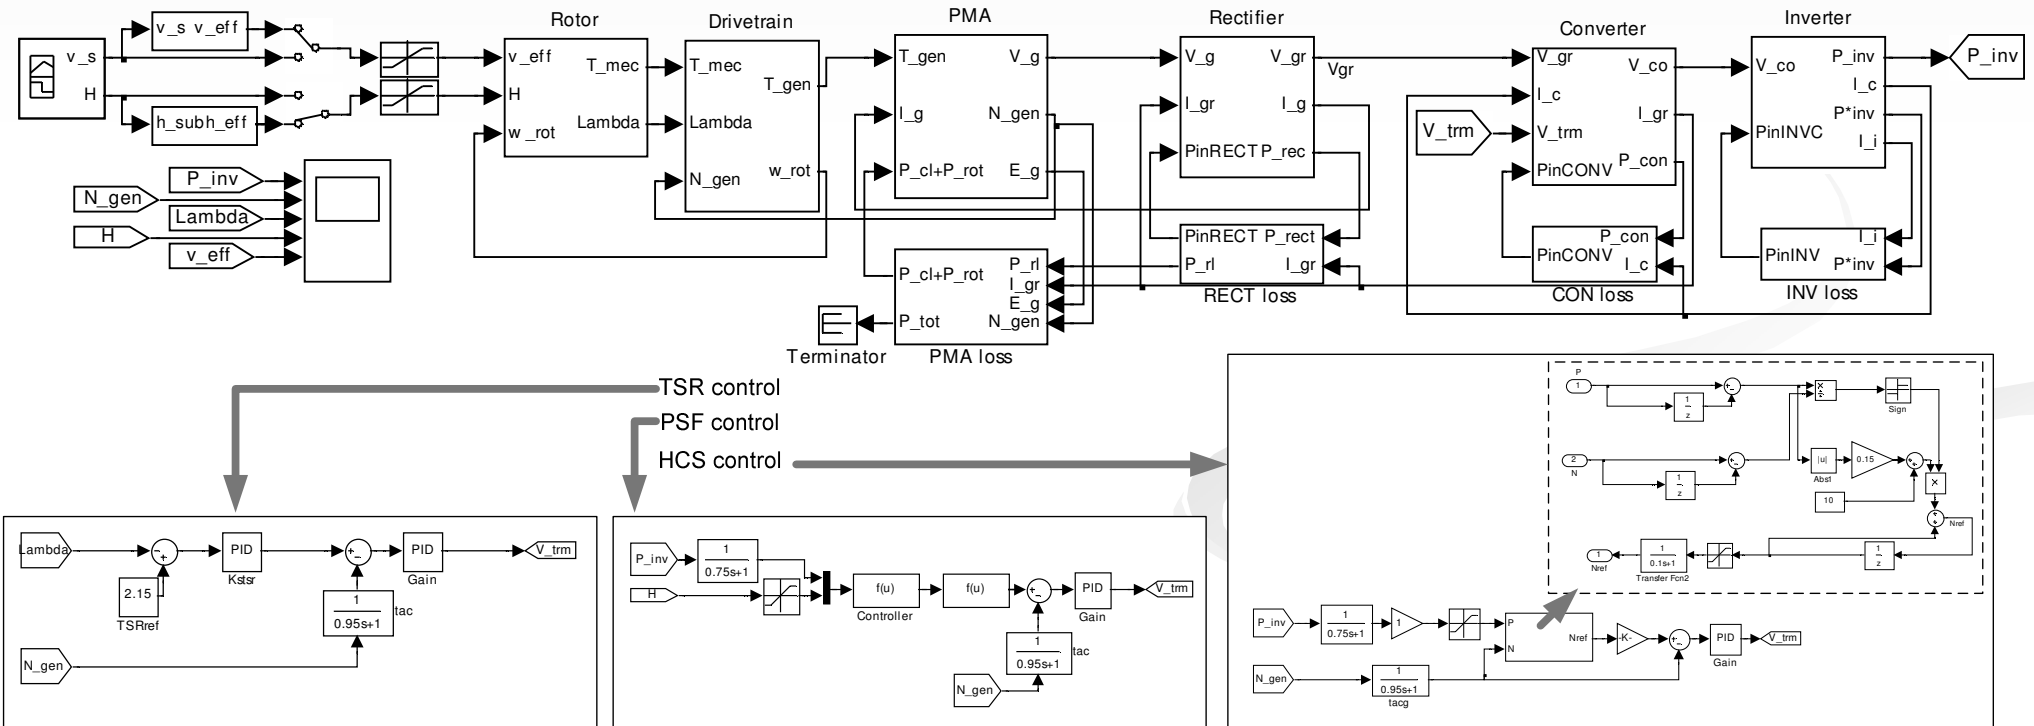 Rotor
Drivetrain
PMA
Rectifier
Converter
Inverter
v_s
H
v_s v_eff
h_subh_eff
v_eff
H
w_rot
T_mec
Lambda
T_mec
Lambda
N_gen
T_gen
w_rot
T_gen
I_g
P_cl+P_rot
V_g
N_gen
E_g
V_g
I_gr
PinRECT P_rec
V_gr
I_g
Vgr
V_gr
I_c
V_trm
PinCONV
V_co
I_gr
P_con
V_trm
V_co
PinINVC
P_inv
I_c
P*inv
I_i
P_inv
P_inv
N_gen
Lambda
H
v_eff
P_cl+P_rot
P_tot
P_rl
I_gr
E_g
N_gen
PMA loss
Terminator
PinRECT P_rect
P_rl
I_gr
RECT loss
P_con
PinCONV
I_c
CON loss
I_i
PinINV
P*inv
INV loss
TSR control
PSF control
HCS control
Lambda
2.15
TSRref
PID
Kstsr
PID
Gain
V_trm
1
0.95s+1
tac
N_gen
P_inv
1
0.75s+1
H
f(u)
Controller
f(u)
PID
Gain
V_trm
1
0.95s+1
tac
N_gen
P
1
1
z
Sign
2
N
1
z
|u|
Abs1
0.15
10
Nref
1
Nref
1
0.1s+1
Transfer Fcn2
1
z
P_inv
1
0.75s+1
1
P
N
Nref
-K-
PID
Gain
V_trm
N_gen
1
0.95s+1
tacg